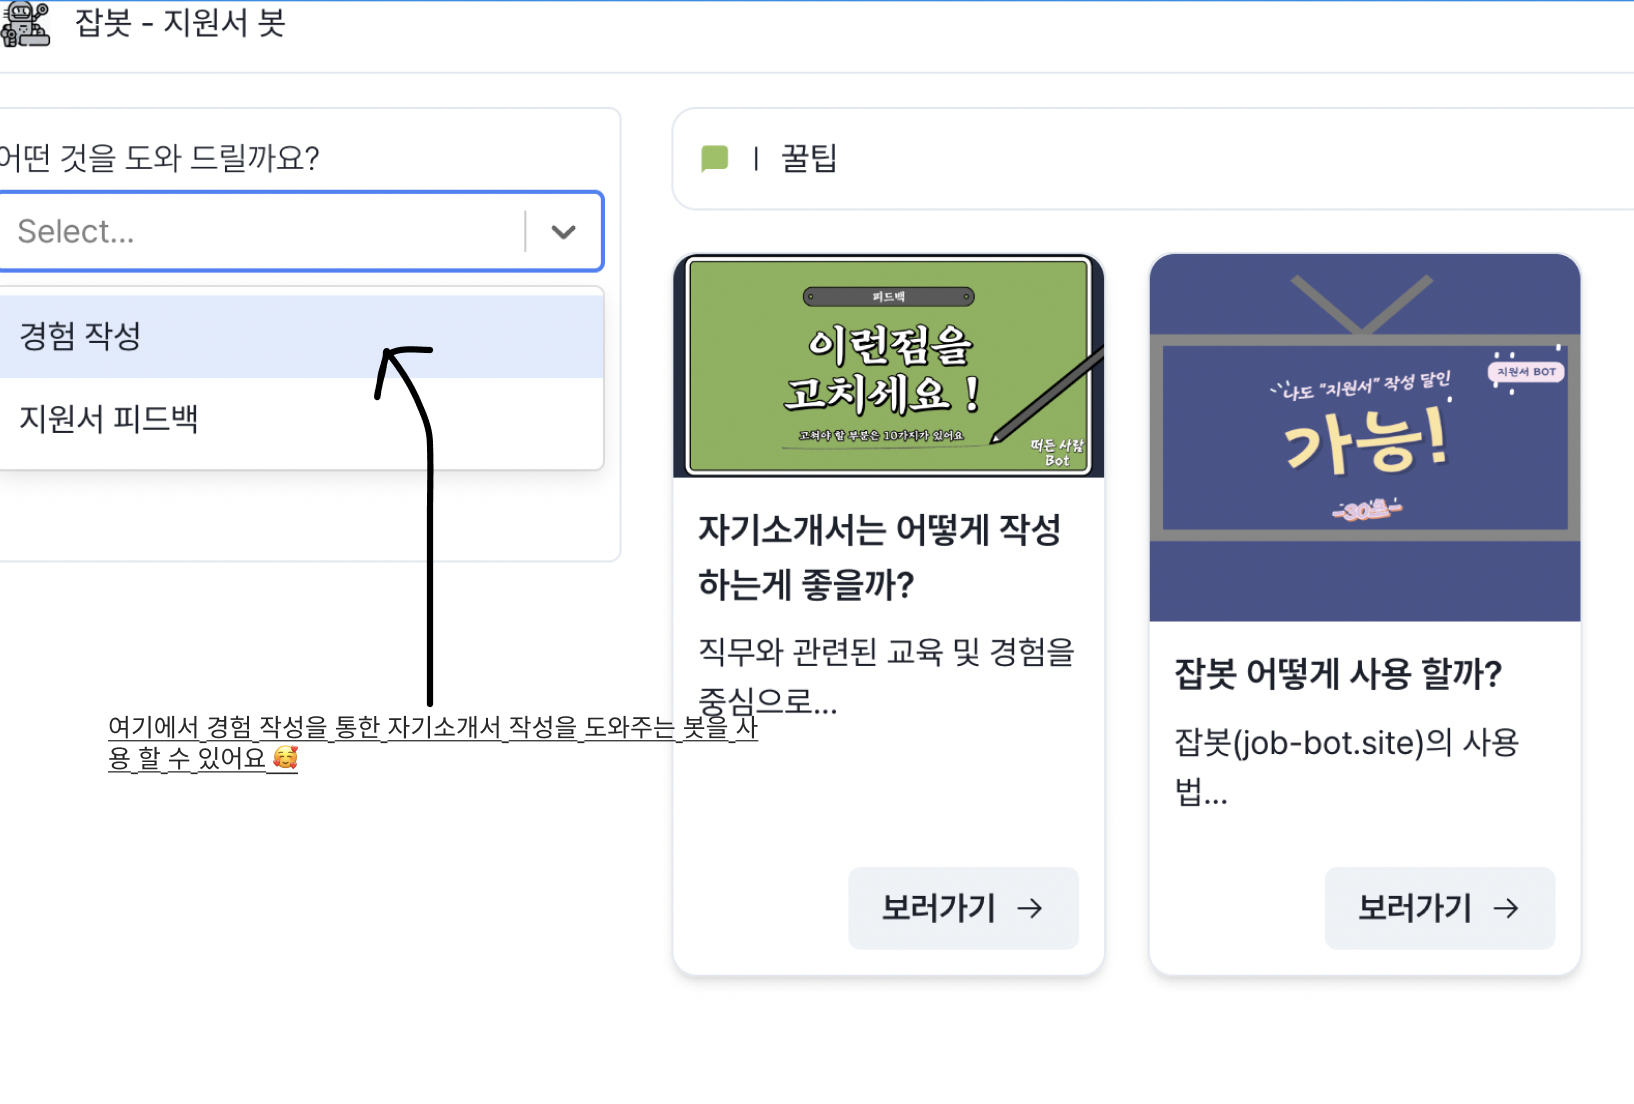 잡봇 - 지원서 봇
어떤 것을 도와 드릴까요?
Select...
경험 작성
지원서 피드백
여기에서 경험 작성을 통한 자기소개서 작성을 도와주는 봇을 사
용 할 수 있어요 🥰
| 꿀팁
피드백
이런점을
고치세요 !
고쳐야 할 부분은 10가지가 있어요
떠든 사람
Bot
자기소개서는 어떻게 작성
하는게 좋을까?
직무와 관련된 교육 및 경험을
중심으로...
보러가기 →
지원서 BOT
나도 "지원서" 작성 달인
가능!
30초
잡봇 어떻게 사용 할까?
잡봇(job-bot.site)의 사용
법...
보러가기 →